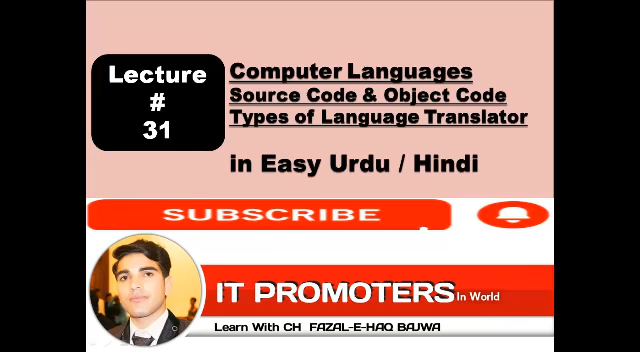 Lecture
#
31
Computer Languages
Source Code & Object Code
Types of Language Translator
in Easy Urdu / Hindi
SUBSCRIBE
IT PROMOTERS In World
Learn With CH FAZAL-E-HAQ BAJWA